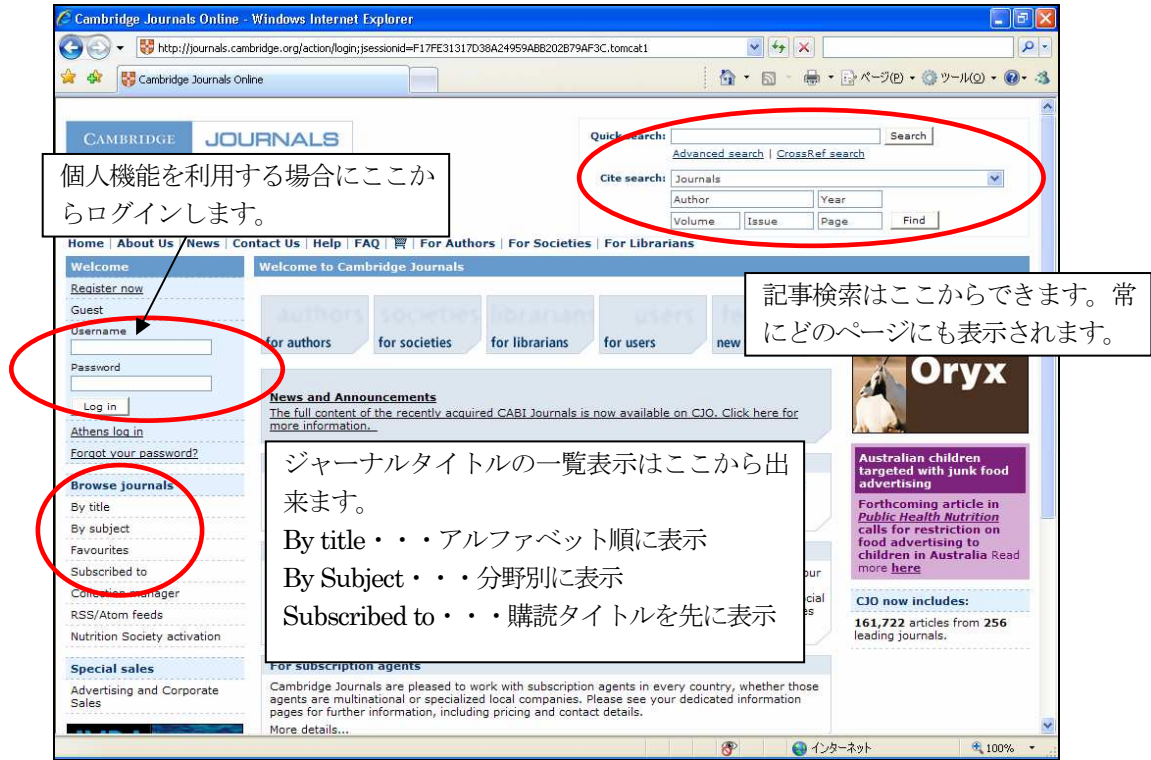 Cambridge Journals Online - Windows Internet Explorer
http://journals.cambridge.org/action/login;jsessionid=F17FE31317D38A24959ABB202B79AF3C.tomcat1
Cambridge Journals Online
ページ(P)
ツール(O)
CAMBRIDGE JOURNALS
Quick search:
Search
Advanced search | CrossRef search
Cite search:
Journals
Author
Year
Volume
Issue
Page
Find
個人機能を利用する場合にここか
らログインします。
Home | About Us | News | Contact Us | Help | FAQ | | For Authors | For Societies | For Librarians
Welcome
Register now
Guest
Username
Password
Log in
Athens log in
Forgot your password?
Browse journals
By title
By subject
Favourites
Subscribed to
Collection manager
RSS/Atom feeds
Nutrition Society activation
Special sales
Advertising and Corporate
Sales
Welcome to Cambridge Journals
authors societies librarians users
for authors
for societies
for librarians
for users
new
記事検索はここからできます。常
にどのページにも表示されます。
News and Announcements
The full content of the recently acquired CABI Journals is now available on CJO. Click here for
more information.
ジャーナルタイトルの一覧表示はここから出
来ます。
By title・・・アルファベット順に表示
By Subject・・・分野別に表示
Subscribed to・・・購読タイトルを先に表示
For subscription agents
Cambridge Journals are pleased to work with subscription agents in every country, whether those
agents are multinational or specialized local companies. Please see your dedicated information
pages for further information, including pricing and contact details.
More details...
Oryx
Australian children
targeted with junk food
advertising
Forthcoming article in
Public Health Nutrition
calls for restriction on
food advertising to
children in Australia Read
more here
CJO now includes:
161,722 articles from 256
leading journals.
インターネット
100%